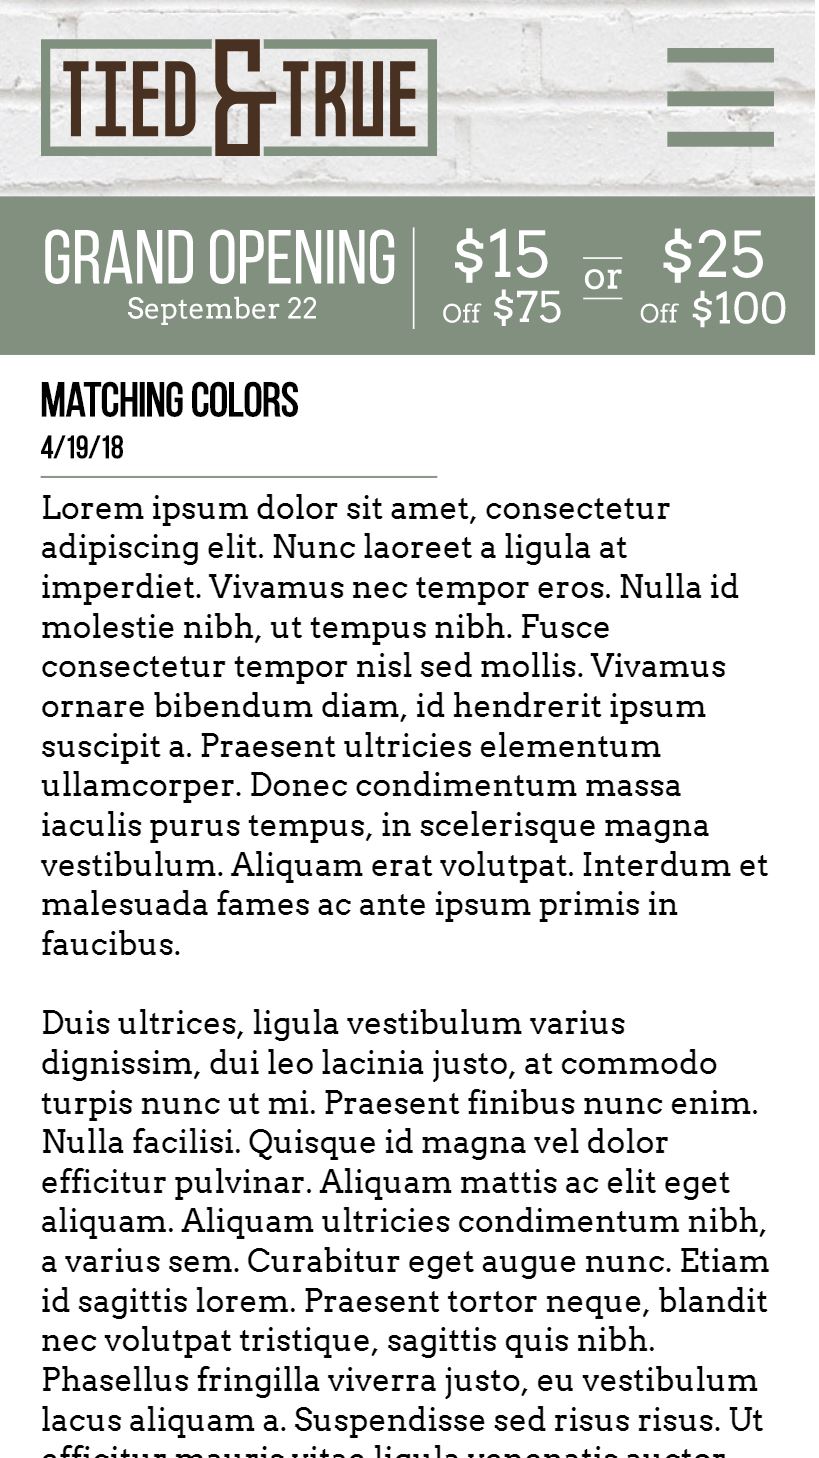 TIED & TRUE
GRAND OPENING
September 22
$15
Off $75
or
$25
Off $100
MATCHING COLORS
4/19/18
Lorem ipsum dolor sit amet, consectetur
adipiscing elit. Nunc laoreet a ligula at
imperdiet. Vivamus nec tempor eros. Nulla id
molestie nibh, ut tempus nibh. Fusce
consectetur tempor nisl sed mollis. Vivamus
ornare bibendum diam, id hendrerit ipsum
suscipit a. Praesent ultricies elementum
ullamcorper. Donec condimentum massa
iaculis purus tempus, in scelerisque magna
vestibulum. Aliquam erat volutpat. Interdum et
malesuada fames ac ante ipsum primis in
faucibus.
Duis ultrices, ligula vestibulum varius
dignissim, dui leo lacinia justo, at commodo
turpis nunc ut mi. Praesent finibus nunc enim.
Nulla facilisi. Quisque id magna vel dolor
efficitur pulvinar. Aliquam mattis ac elit eget
aliquam. Aliquam ultricies condimentum nibh,
a varius sem. Curabitur eget augue nunc. Etiam
id sagittis lorem. Praesent tortor neque, blandit
nec volutpat tristique, sagittis quis nibh.
Phasellus fringilla viverra justo, eu vestibulum
lacus aliquam a. Suspendisse sed risus risus. Ut
efficitur mauris vitae ligula venenatis auctor